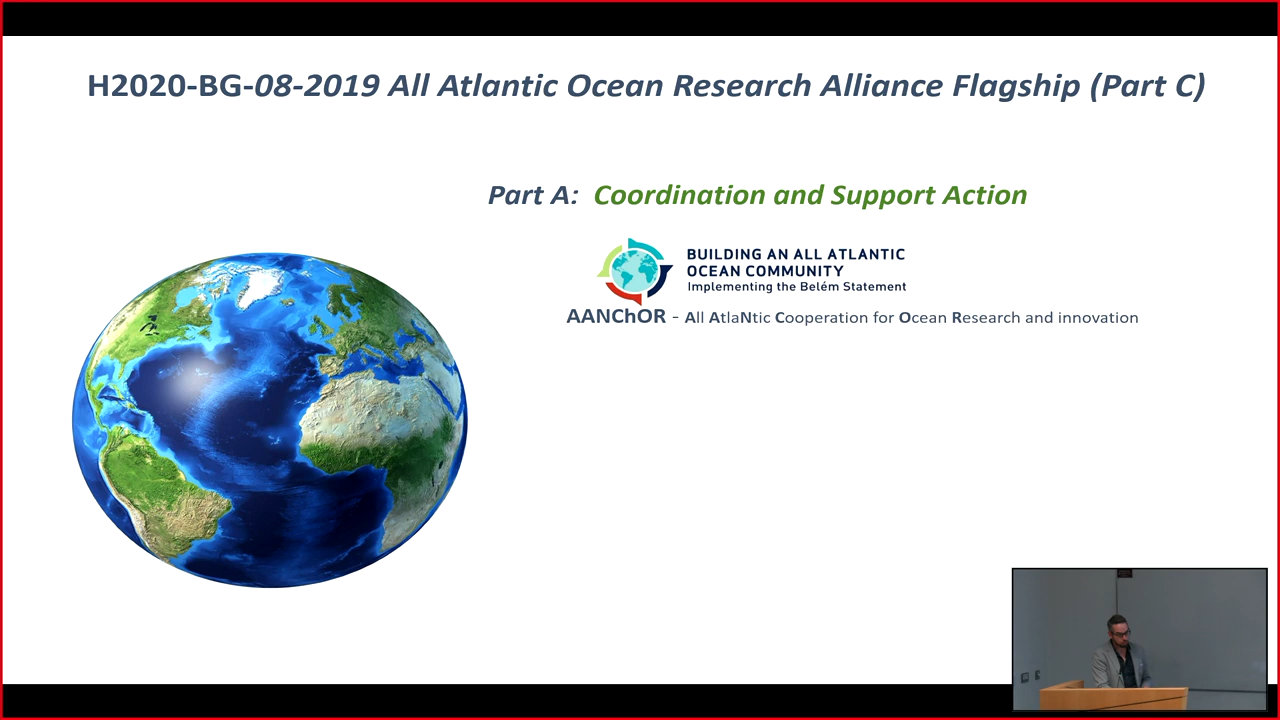 H2020-BG-08-2019 All Atlantic Ocean Research Alliance Flagship (Part C)
Part A: Coordination and Support Action
BUILDING AN ALL ATLANTIC
OCEAN COMMUNITY
Implementing the Belém Statement
AANChOR - All AtlaNtic Cooperation for Ocean Research and innovation